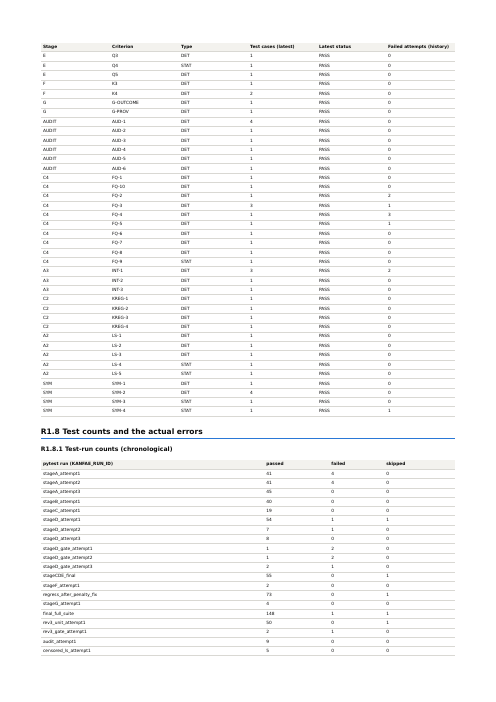 Stage Criterion Type Test cases (latest) Latest status Failed attempts (history)
E Q3 DET 1 PASS 0
E Q4 STAT 1 PASS 0
E Q5 DET 1 PASS 0
F K3 DET 1 PASS 0
F K4 DET 2 PASS 0
G G-OUTCOME DET 1 PASS 0
G G-PROV DET 1 PASS 0
AUDIT AUD-1 DET 4 PASS 0
AUDIT AUD-2 DET 1 PASS 0
AUDIT AUD-3 DET 1 PASS 0
AUDIT AUD-4 DET 1 PASS 0
AUDIT AUD-5 DET 1 PASS 0
AUDIT AUD-6 DET 1 PASS 0
C4 FQ-1 DET 1 PASS 0
C4 FQ-10 DET 1 PASS 0
C4 FQ-2 DET 1 PASS 2
C4 FQ-3 DET 3 PASS 1
C4 FQ-4 DET 1 PASS 3
C4 FQ-5 DET 1 PASS 1
C4 FQ-6 DET 1 PASS 0
C4 FQ-7 DET 1 PASS 0
C4 FQ-8 DET 1 PASS 0
C4 FQ-9 STAT 1 PASS 0
A3 INT-1 DET 3 PASS 2
A3 INT-2 DET 1 PASS 0
A3 INT-3 DET 1 PASS 0
C2 KREG-1 DET 1 PASS 0
C2 KREG-2 DET 1 PASS 0
C2 KREG-3 DET 1 PASS 0
C2 KREG-4 DET 1 PASS 0
A2 LS-1 DET 1 PASS 0
A2 LS-2 DET 1 PASS 0
A2 LS-3 DET 1 PASS 0
A2 LS-4 STAT 1 PASS 0
A2 LS-5 STAT 1 PASS 0
SYM SYM-1 DET 1 PASS 0
SYM SYM-2 DET 4 PASS 0
SYM SYM-3 STAT 1 PASS 0
SYM SYM-4 STAT 1 PASS 1
R1.8 Test counts and the actual errors
R1.8.1 Test-run counts (chronological)
pytest run (KANFAS_RUN_ID) passed failed skipped
stageA_attempt1 41 4 0
stageA_attempt2 41 4 0
stageA_attempt3 45 0 0
stageB_attempt1 40 0 0
stageC_attempt1 19 0 0
stageD_attempt1 54 1 1
stageD_attempt2 7 1 0
stageD_attempt3 8 0 0
stageD_gate_attempt1 1 2 0
stageD_gate_attempt2 1 2 0
stageD_gate_attempt3 2 1 0
stageCDE_final 55 0 1
stageF_attempt1 2 0 0
regress_after_penalty_fix 73 0 1
stageG_attempt1 4 0 0
final_full_suite 148 1 1
rev3_unit_attempt1 50 0 1
rev3_gate_attempt1 2 1 0
audit_attempt1 9 0 0
censored_ls_attempt1 5 0 0